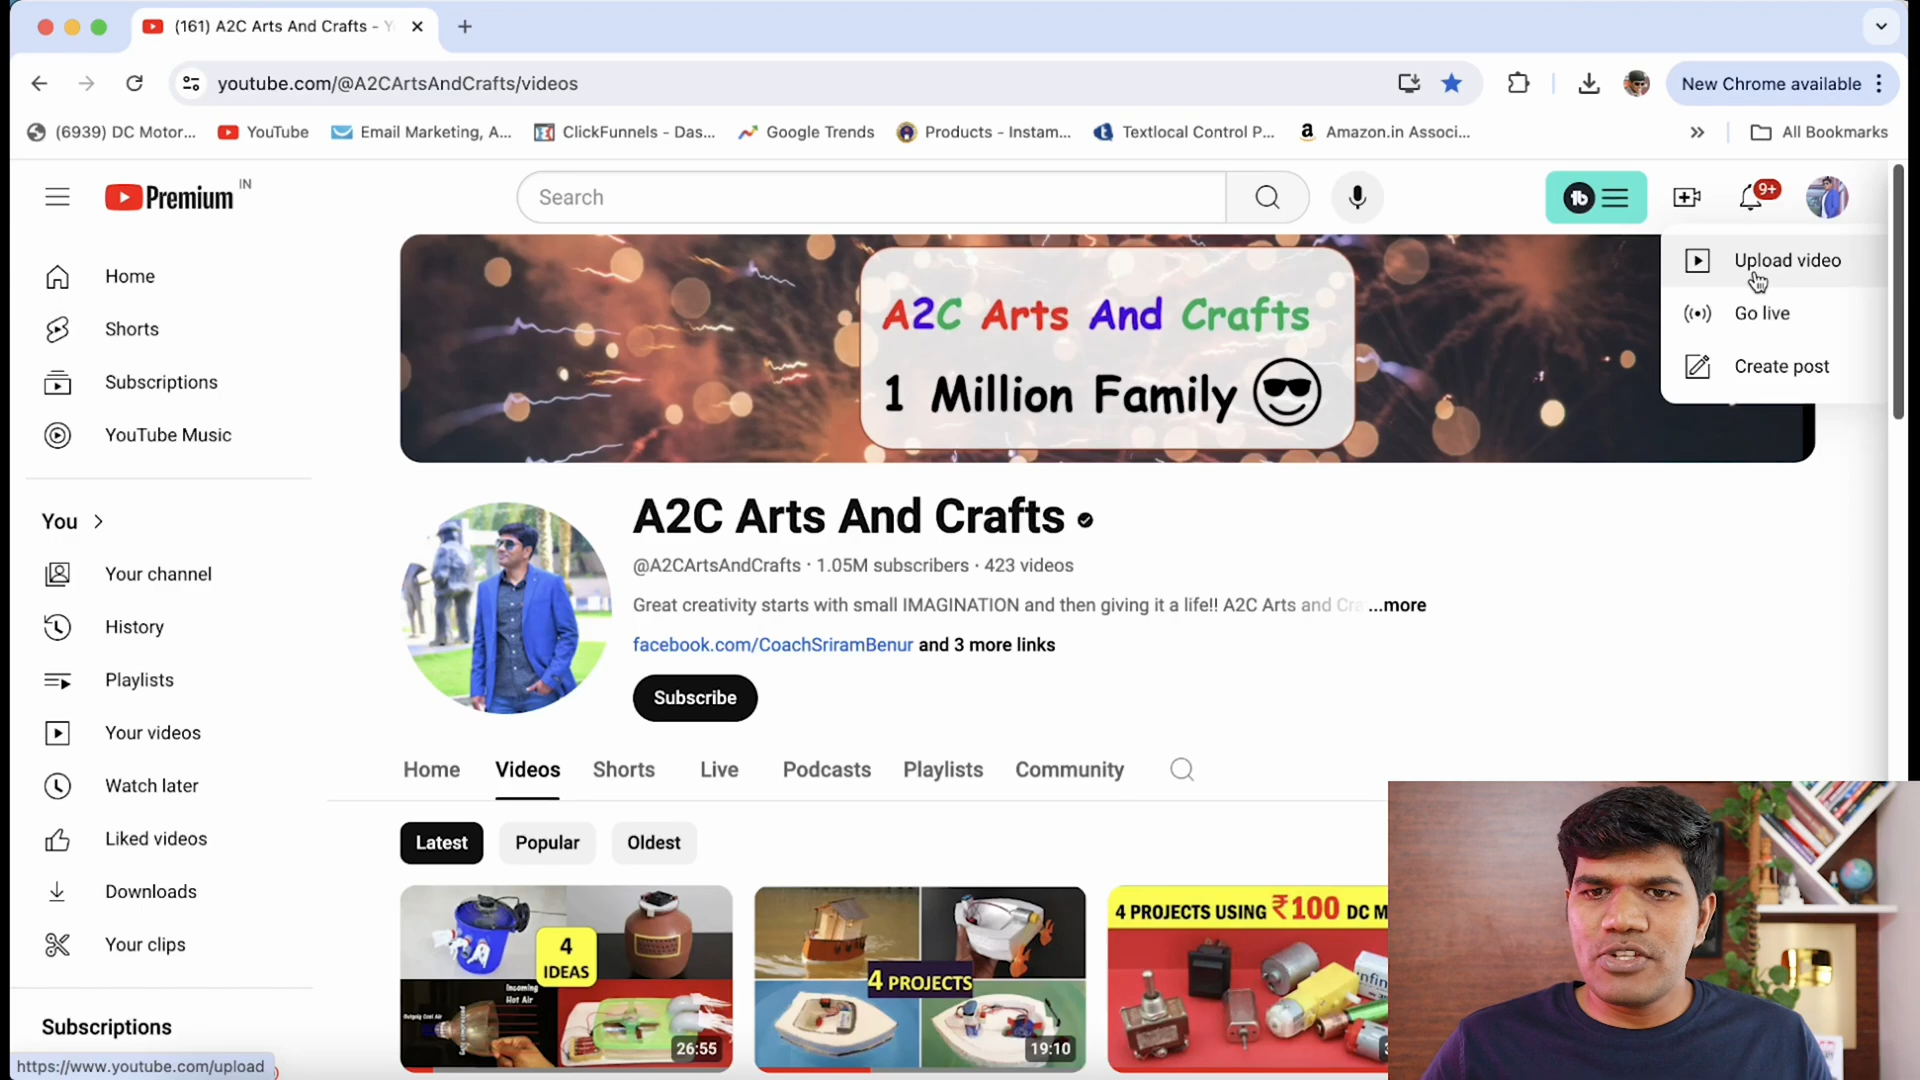 (161) A2C Arts And Crafts - Y
youtube.com/@A2CArtsAndCrafts/videos
New Chrome available
(6939) DC Motor...
YouTube
Email Marketing, A...
ClickFunnels - Das...
Google Trends
Products - Instam...
Textlocal Control P...
Amazon.in Associ...
All Bookmarks
Premium IN
Search
tb
9+
Upload video
Go live
Create post
Home
Shorts
Subscriptions
YouTube Music
You
Your channel
History
Playlists
Your videos
Watch later
Liked videos
Downloads
Your clips
Subscriptions
A2C Arts And Crafts
1 Million Family
A2C Arts And Crafts
@A2CArtsAndCrafts · 1.05M subscribers · 423 videos
Great creativity starts with small IMAGINATION and then giving it a life!! A2C Arts and Cra ...more
facebook.com/CoachSriramBenur and 3 more links
Subscribe
Home Videos Shorts Live Podcasts Playlists Community
Latest Popular Oldest
4
IDEAS
Incoming
Hot Air
26:55
4 PROJECTS
19:10
4 PROJECTS USING ₹100 DC M
https://www.youtube.com/upload